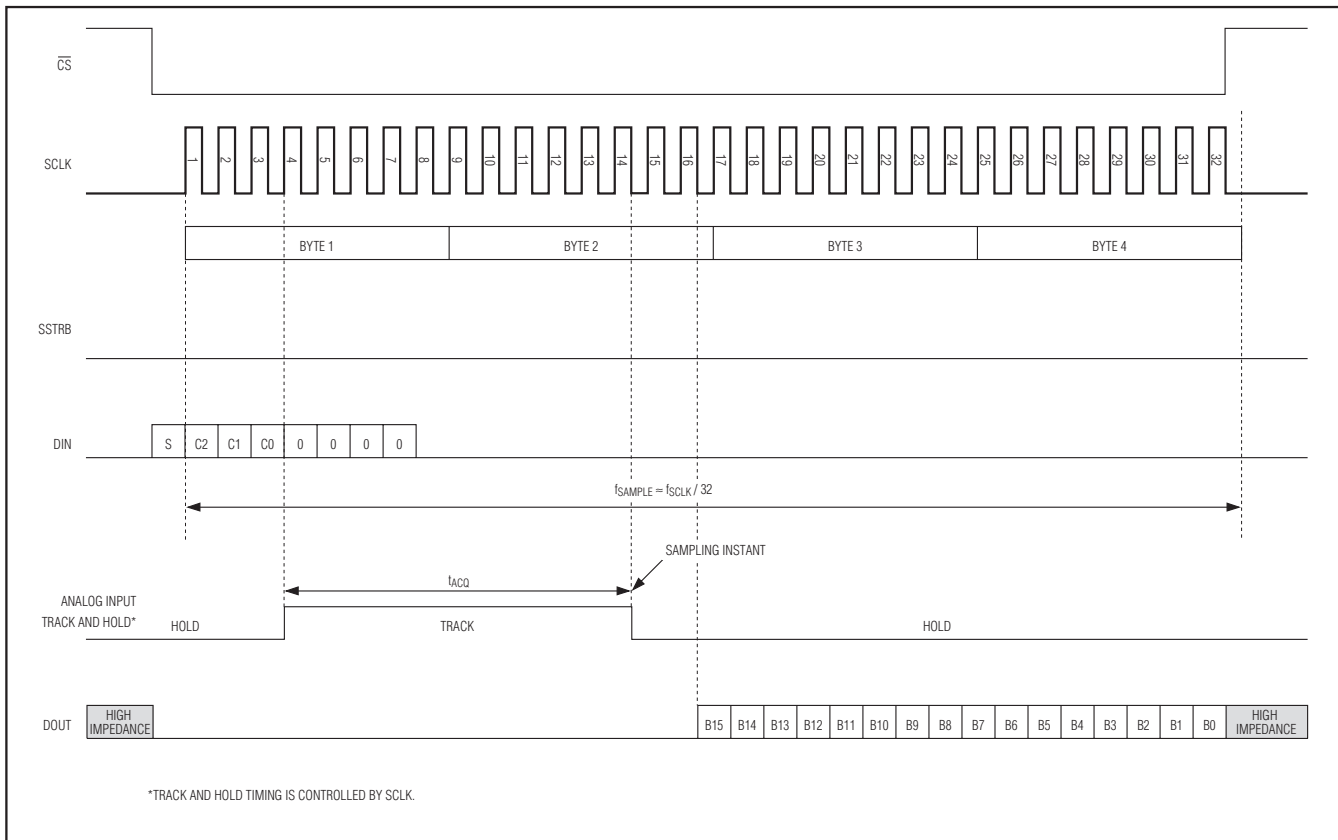 CS
SCLK
1 2 3 4 5 6 7 8 9 10 11 12 13 14 15 16 17 18 19 20 21 22 23 24 25 26 27 28 29 30 31 32
BYTE 1 BYTE 2 BYTE 3 BYTE 4
SSTRB
DIN
S C2 C1 C0 0 0 0 0
fSAMPLE = fSCLK / 32
SAMPLING INSTANT
tACQ
ANALOG INPUT
TRACK AND HOLD*
HOLD TRACK HOLD
DOUT
HIGH
IMPEDANCE
B15 B14 B13 B12 B11 B10 B9 B8 B7 B6 B5 B4 B3 B2 B1 B0
HIGH
IMPEDANCE
*TRACK AND HOLD TIMING IS CONTROLLED BY SCLK.